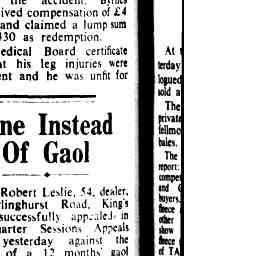 the accident, Byrnes
ived compensation of £4
and claimed a lump sum
330 as redemption.
edical Board certificate
at his leg injuries were
ent and he was unfit for
ne Instead
Of Gaol
Robert Leslie, 54, dealer,
rlinghurst Road, King's
successfully appealed in
uarter Sessions Appeals
yesterday against the
of a 12 months' gaol
At t
terday
logued
sold a
The
private
fellmo
bales.
The
report:
compet
and
buyers.
fleece
other
show
fleece
of TA